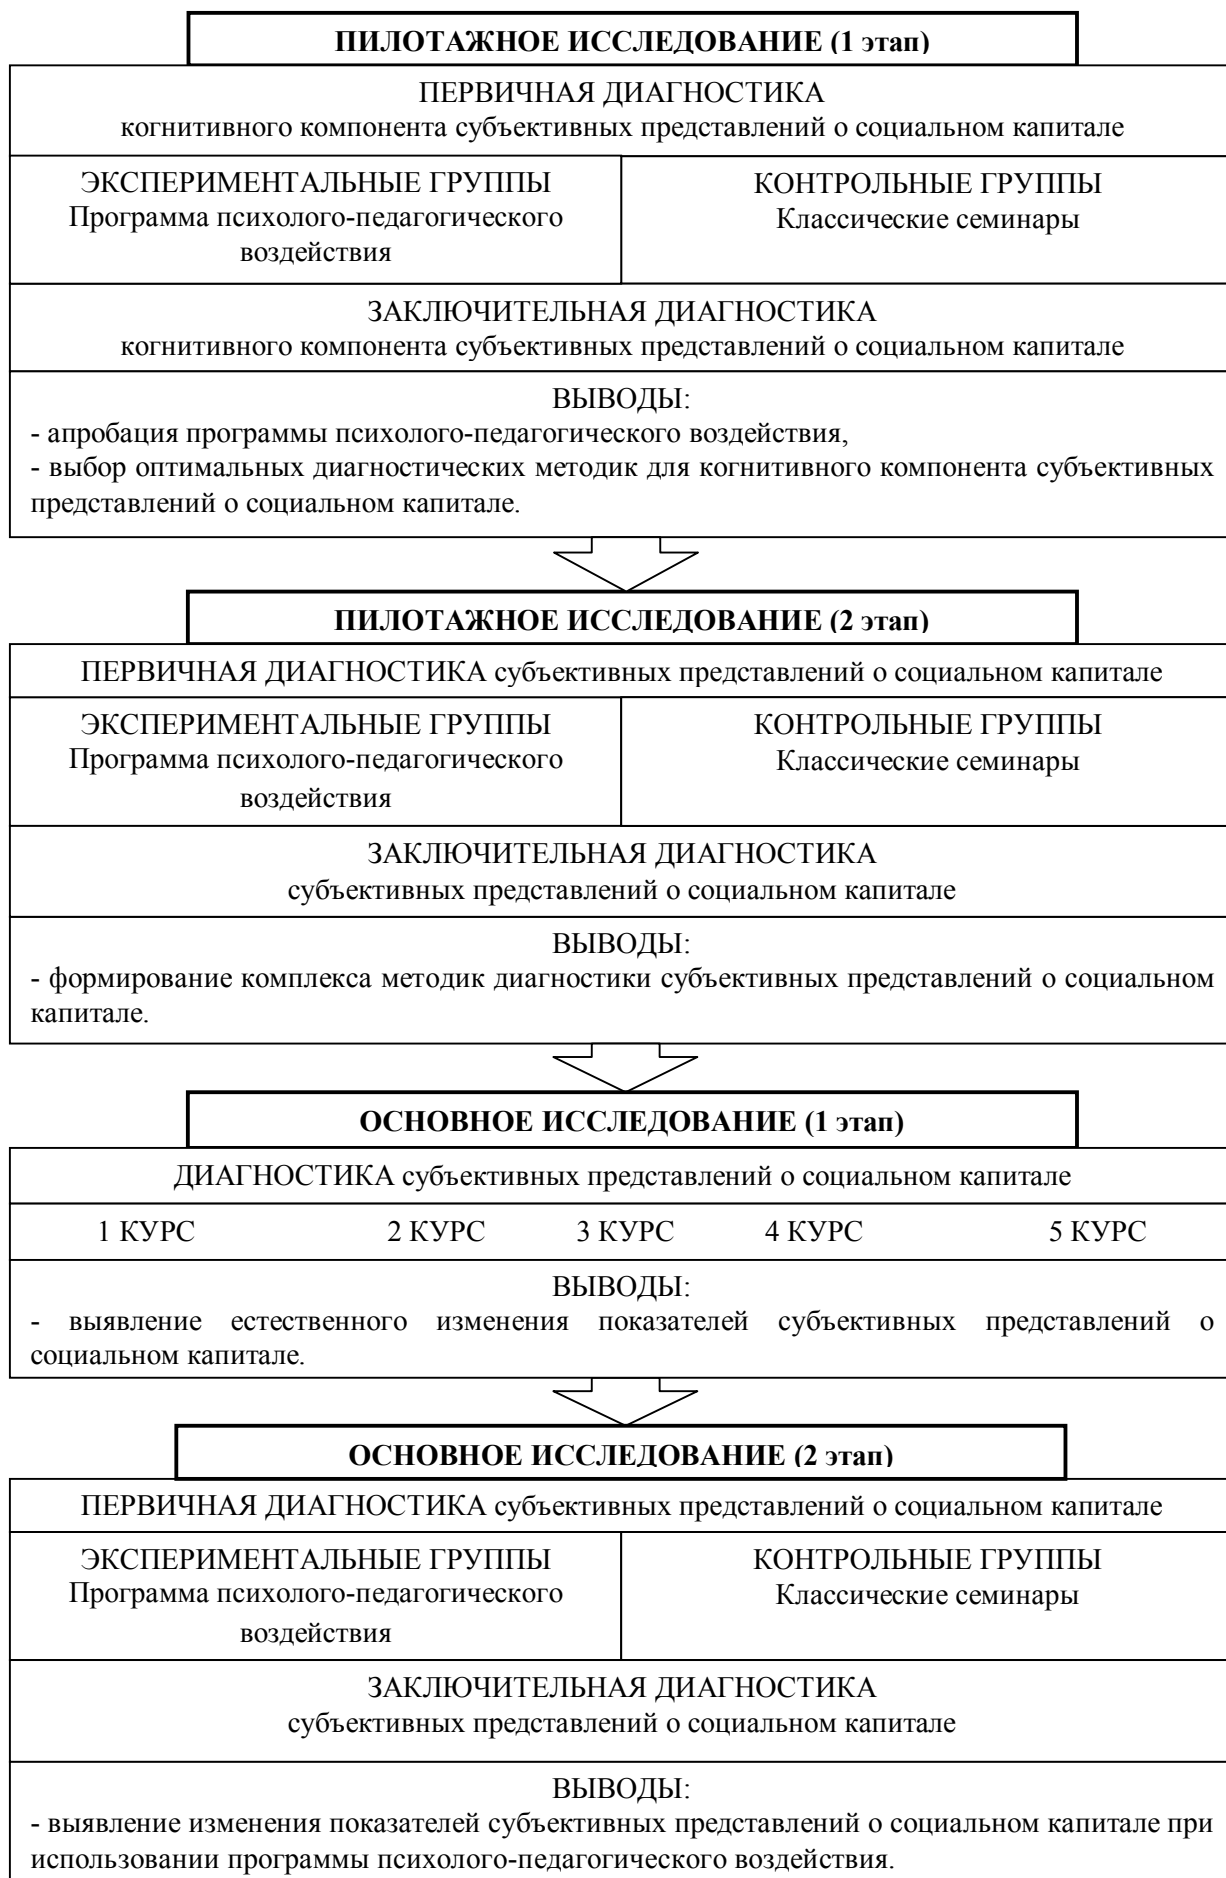 ПИЛОТАЖНОЕ ИССЛЕДОВАНИЕ (1 этап)
ПЕРВИЧНАЯ ДИАГНОСТИКА
когнитивного компонента субъективных представлений о социальном капитале
ЭКСПЕРИМЕНТАЛЬНЫЕ ГРУППЫ
Программа психолого-педагогического
воздействия
КОНТРОЛЬНЫЕ ГРУППЫ
Классические семинары
ЗАКЛЮЧИТЕЛЬНАЯ ДИАГНОСТИКА
когнитивного компонента субъективных представлений о социальном капитале
ВЫВОДЫ:
- апробация программы психолого-педагогического воздействия,
- выбор оптимальных диагностических методик для когнитивного компонента субъективных
представлений о социальном капитале.
ПИЛОТАЖНОЕ ИССЛЕДОВАНИЕ (2 этап)
ПЕРВИЧНАЯ ДИАГНОСТИКА субъективных представлений о социальном капитале
ЭКСПЕРИМЕНТАЛЬНЫЕ ГРУППЫ
Программа психолого-педагогического
воздействия
КОНТРОЛЬНЫЕ ГРУППЫ
Классические семинары
ЗАКЛЮЧИТЕЛЬНАЯ ДИАГНОСТИКА
субъективных представлений о социальном капитале
ВЫВОДЫ:
- формирование комплекса методик диагностики субъективных представлений о социальном
капитале.
ОСНОВНОЕ ИССЛЕДОВАНИЕ (1 этап)
ДИАГНОСТИКА субъективных представлений о социальном капитале
1 КУРС 2 КУРС 3 КУРС 4 КУРС 5 КУРС
ВЫВОДЫ:
- выявление естественного изменения показателей субъективных представлений о
социальном капитале.
ОСНОВНОЕ ИССЛЕДОВАНИЕ (2 этап)
ПЕРВИЧНАЯ ДИАГНОСТИКА субъективных представлений о социальном капитале
ЭКСПЕРИМЕНТАЛЬНЫЕ ГРУППЫ
Программа психолого-педагогического
воздействия
КОНТРОЛЬНЫЕ ГРУППЫ
Классические семинары
ЗАКЛЮЧИТЕЛЬНАЯ ДИАГНОСТИКА
субъективных представлений о социальном капитале
ВЫВОДЫ:
- выявление изменения показателей субъективных представлений о социальном капитале при
использовании программы психолого-педагогического воздействия.